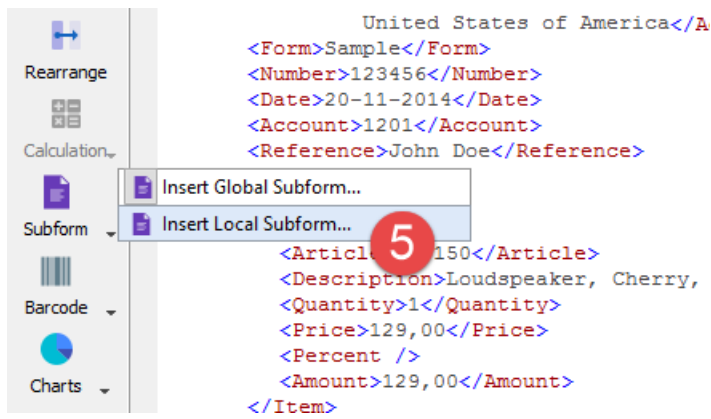 United States of America</A
<Form>Sample</Form>
Rearrange
<Number>123456</Number>
<Date>20-11-2014</Date>
<Account>1201</Account>
Calculation
<Reference>John Doe</Reference>
Insert Global Subform...
Subform
Insert Local Subform...
5
<Article 150</Article>
<Description>Loudspeaker, Cherry,
Barcode
<Quantity>1</Quantity>
<Price>129,00</Price>
<Percent />
Charts
<Amount>129,00</Amount>
</Item>